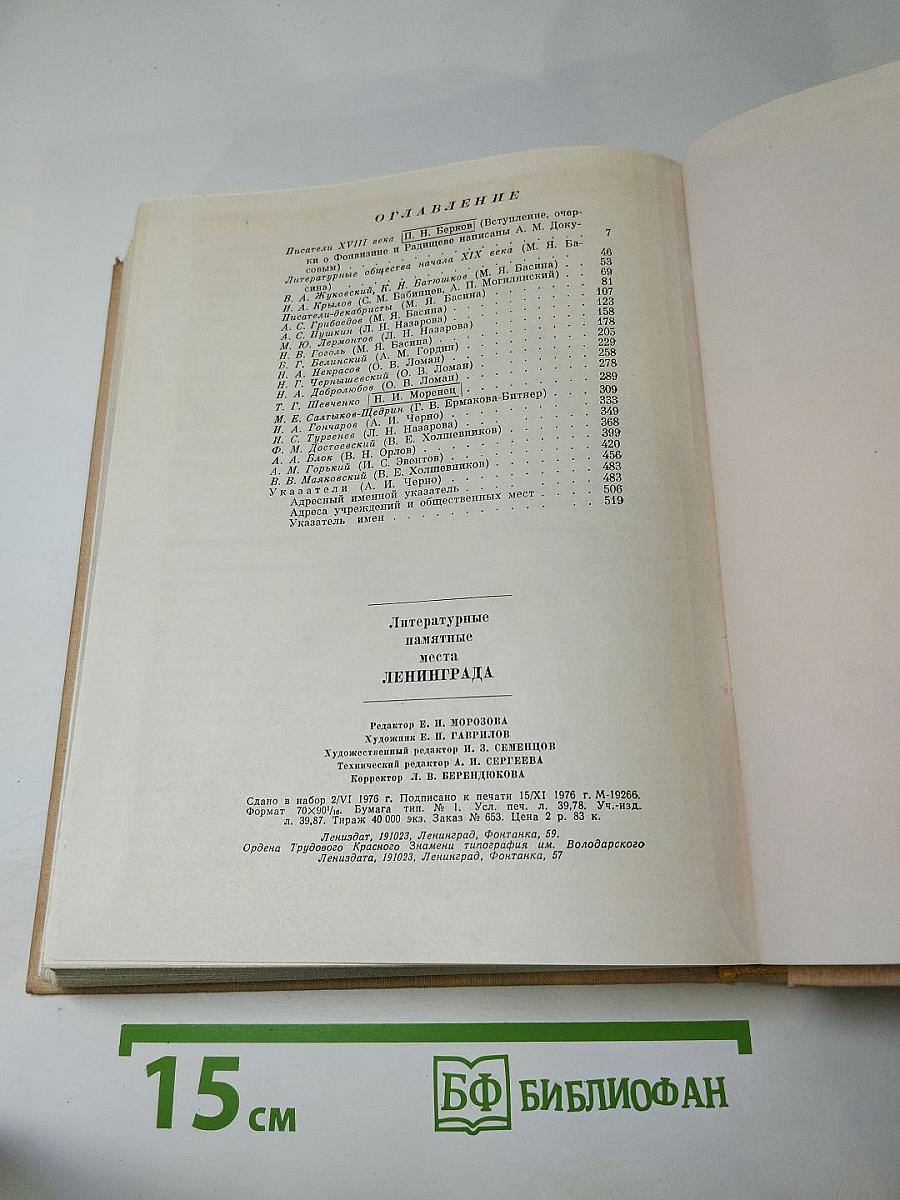 ОГЛАВЛЕНИЕ
Писатели XVIII века П. Н. Берков (Вступление, очер-
ки о Фонвизине и Радищеве написаны А. М. Доку-
совым) . . . . . 7
Литературные общества начала XIX века (М. Я. Ба-
сина) . . . . . 46
В. А. Жуковский, К. Н. Батюшков (М. Я. Басина) . . 53
И. А. Крылов (С. М. Бабинцев, А. П. Могилянский) . . 69
Писатели-декабристы (М. Я. Басина) . . . . . 81
А. С. Грибоедов (М. Я. Басина) . . . . . 107
А. С. Пушкин (Л. Н. Назарова) . . . . . 123
М. Ю. Лермонтов (Л. Н. Назарова) . . . . . 158
Н. В. Гоголь (М. Я. Басина) . . . . . 178
В. Г. Белинский (А. М. Гордин) . . . . . 205
Н. А. Некрасов (О. В. Ломан) . . . . . 229
Н. Г. Чернышевский (О. В. Ломан) . . . . . 258
Н. А. Добролюбов (О. В. Ломан) . . . . . 278
Т. Г. Шевченко Н. И. Моренец . . . . . 289
М. Е. Салтыков-Щедрин (Г. В. Ермакова-Битнер) . . 309
И. А. Гончаров (А. И. Черно) . . . . . 333
И. С. Тургенев (Л. Н. Назарова) . . . . . 349
Ф. М. Достоевский (В. Е. Холшевников) . . . . . 368
А. А. Блок (В. Н. Орлов) . . . . . 399
А. М. Горький (И. С. Эвентов) . . . . . 420
В. В. Маяковский (В. Е. Холшевников) . . . . . 456
Указатели (А. И. Черно) . . . . . 483
Адресный именной указатель . . . . . 483
Адреса учреждений и общественных мест . . . . . 506
Указатель имен . . . . . 519
Литературные
памятные
места
ЛЕНИНГРАДА
Редактор Е. И. МОРОЗОВА
Художник Е. Н. ГАВРИЛОВ
Художественный редактор И. З. СЕМЕНЦОВ
Технический редактор А. И. СЕРГЕЕВА
Корректор Л. В. БЕРЕНДЮКОВА
Сдано в набор 2/VI 1976 г. Подписано к печати 15/XI 1976 г. М-19266.
Формат 70×90¹/₁₆. Бумага тип. № 1. Усл. печ. л. 39,78. Уч.-изд.
л. 39,87. Тираж 40 000 экз. Заказ № 653. Цена 2 р. 83 к.
Лениздат, 191023, Ленинград, Фонтанка, 59.
Ордена Трудового Красного Знамени типография им. Володарского
Лениздата, 191023, Ленинград, Фонтанка, 57
15 см
БФ БИБЛИОФАН